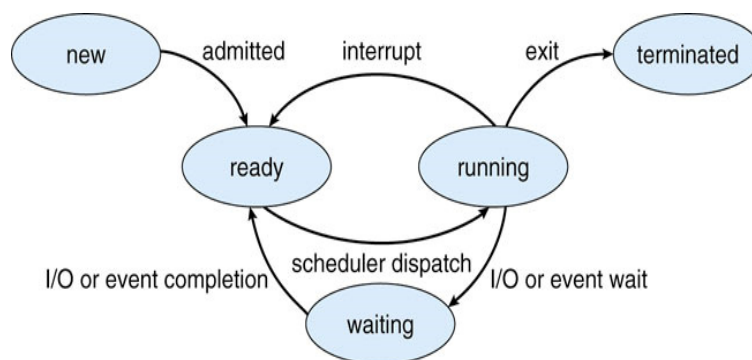 new
admitted
interrupt
exit
terminated
ready
running
I/O or event completion
scheduler dispatch
I/O or event wait
waiting